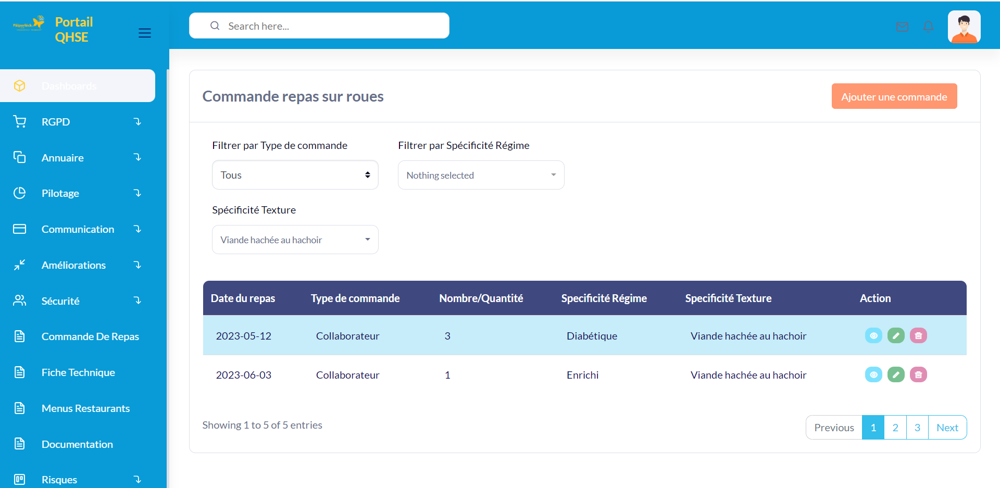 Päiperléck
Portail
QHSE
Search here...
Dashboards
RGPD
Annuaire
Pilotage
Communication
Améliorations
Sécurité
Commande De Repas
Fiche Technique
Menus Restaurants
Documentation
Risques
Commande repas sur roues
Ajouter une commande
Filtrer par Type de commande
Filtrer par Spécificité Régime
Tous
Nothing selected
Spécificité Texture
Viande hachée au hachoir
Date du repas Type de commande Nombre/Quantité Specificité Régime Specificité Texture Action
2023-05-12 Collaborateur 3 Diabétique Viande hachée au hachoir
2023-06-03 Collaborateur 1 Enrichi Viande hachée au hachoir
Showing 1 to 5 of 5 entries
Previous 1 2 3 Next